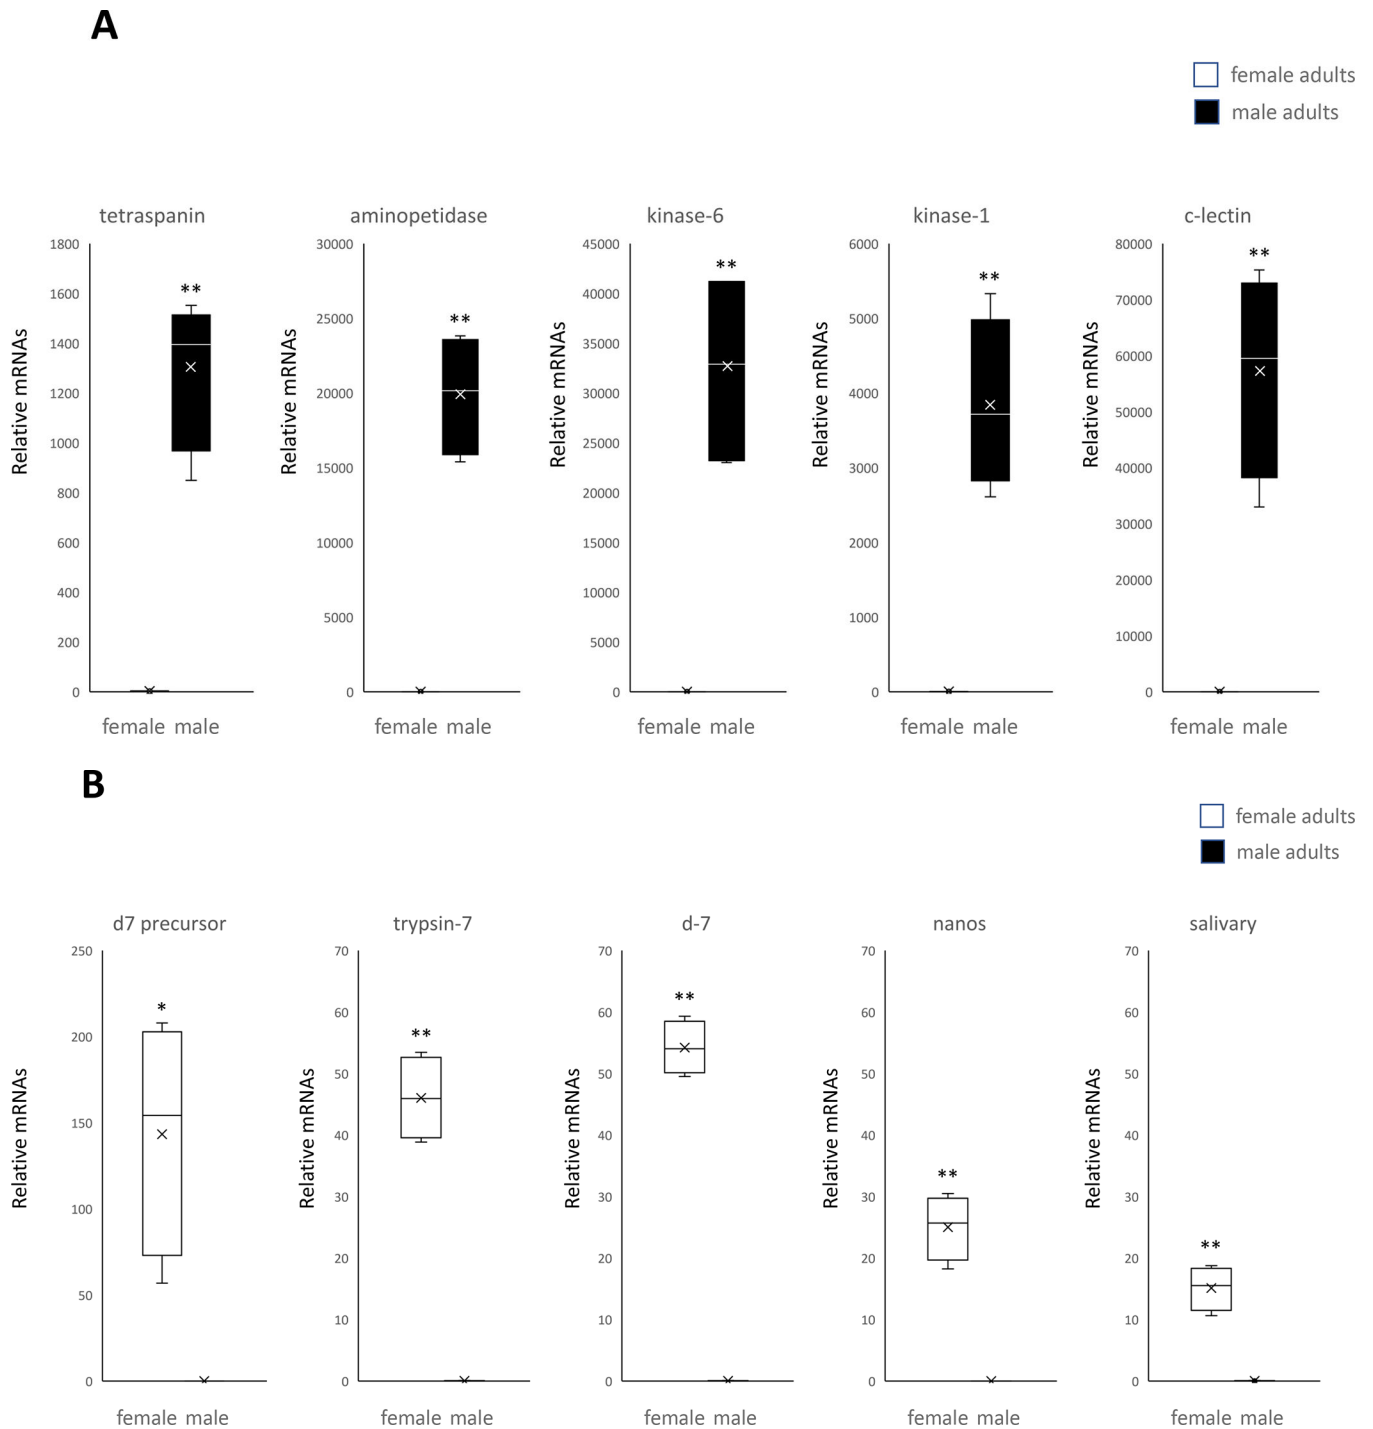 A
female adults
male adults
tetraspanin aminopetidase kinase-6 kinase-1 c-lectin
1800 30000 45000 6000 80000
** ** ** ** **
1600 40000 70000
25000 5000
1400 35000 60000
1200 20000 30000 4000 50000
1000 25000
15000 3000 40000
800 20000
30000
600 10000 15000 2000
20000
400 10000
5000 1000
200 5000 10000
0 0 0 0 0
Relative mRNAs Relative mRNAs Relative mRNAs Relative mRNAs Relative mRNAs
female male female male female male female male female male
B
female adults
male adults
d7 precursor trypsin-7 d-7 nanos salivary
250 70 70 70 70
* ** ** ** **
200 60 60 60 60
50 50 50 50
150 40 40 40 40
100 30 30 30 30
20 20 20 20
50 10 10 10 10
0 0 0 0 0
Relative mRNAs Relative mRNAs Relative mRNAs Relative mRNAs Relative mRNAs
female male female male female male female male female male